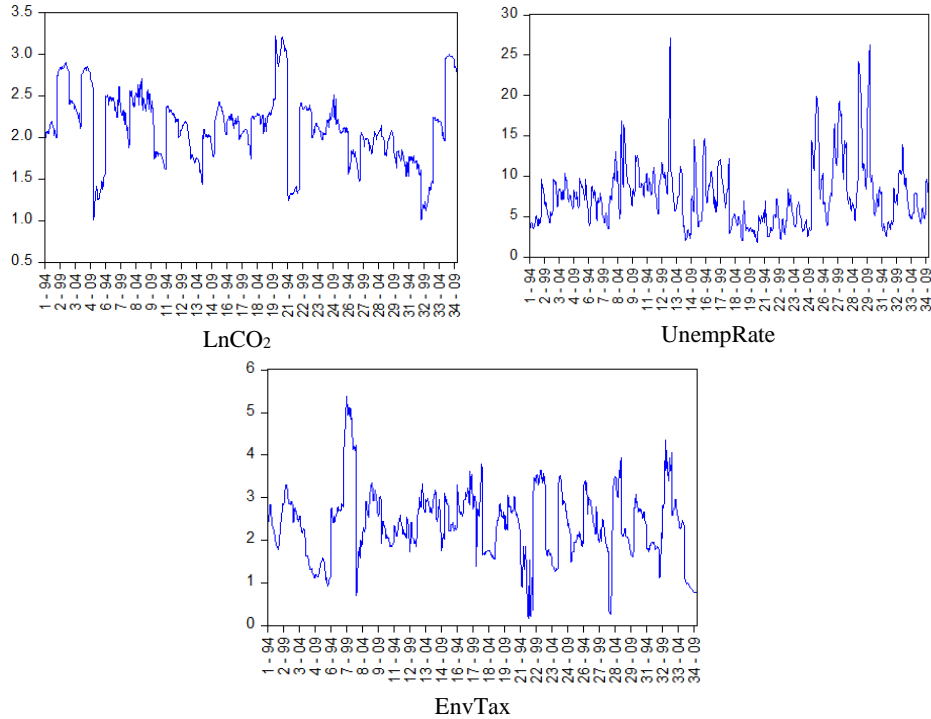 3.5
3.0
2.5
2.0
1.5
1.0
0.5
1 - 94
2 - 99
3 - 04
4 - 09
6 - 94
7 - 99
8 - 04
9 - 09
11 - 94
12 - 99
13 - 04
14 - 09
16 - 94
17 - 99
18 - 04
19 - 09
21 - 94
22 - 99
23 - 04
24 - 09
26 - 94
27 - 99
28 - 04
29 - 09
31 - 94
32 - 99
33 - 04
34 - 09
LnCO₂
30
25
20
15
10
5
0
1 - 94
2 - 99
3 - 04
4 - 09
6 - 94
7 - 99
8 - 04
9 - 09
11 - 94
12 - 99
13 - 04
14 - 09
16 - 94
17 - 99
18 - 04
19 - 09
21 - 94
22 - 99
23 - 04
24 - 09
26 - 94
27 - 99
28 - 04
29 - 09
31 - 94
32 - 99
33 - 04
34 - 09
UnempRate
6
5
4
3
2
1
0
1 - 94
2 - 99
3 - 04
4 - 09
6 - 94
7 - 99
8 - 04
9 - 09
11 - 94
12 - 99
13 - 04
14 - 09
16 - 94
17 - 99
18 - 04
19 - 09
21 - 94
22 - 99
23 - 04
24 - 09
26 - 94
27 - 99
28 - 04
29 - 09
31 - 94
32 - 99
33 - 04
34 - 09
EnvTax